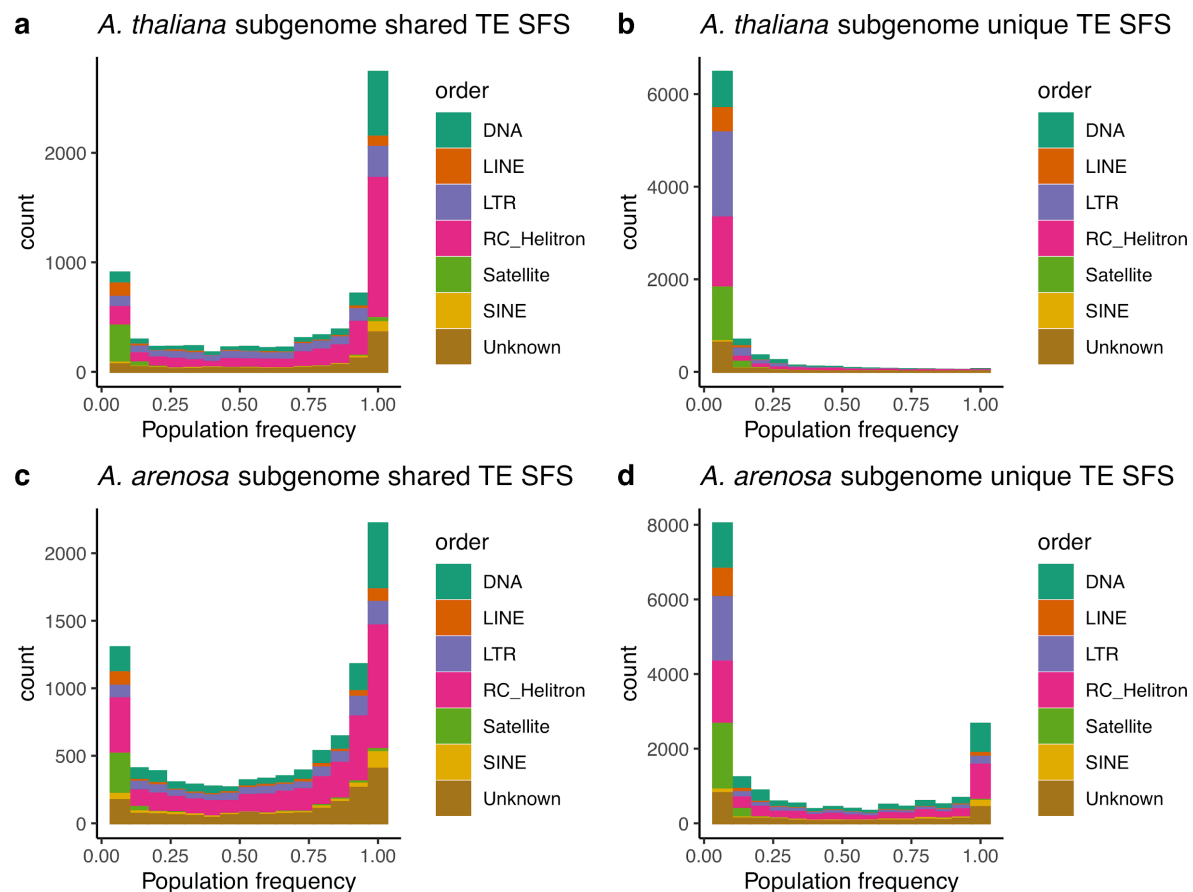 a
A. thaliana subgenome shared TE SFS
2000
1000
0
count
0.00
0.25
0.50
0.75
1.00
Population frequency
order
DNA
LINE
LTR
RC_Helitron
Satellite
SINE
Unknown
b
A. thaliana subgenome unique TE SFS
6000
4000
2000
0
count
0.00
0.25
0.50
0.75
1.00
Population frequency
order
DNA
LINE
LTR
RC_Helitron
Satellite
SINE
Unknown
c
A. arenosa subgenome shared TE SFS
2000
1500
1000
500
0
count
0.00
0.25
0.50
0.75
1.00
Population frequency
order
DNA
LINE
LTR
RC_Helitron
Satellite
SINE
Unknown
d
A. arenosa subgenome unique TE SFS
8000
6000
4000
2000
0
count
0.00
0.25
0.50
0.75
1.00
Population frequency
order
DNA
LINE
LTR
RC_Helitron
Satellite
SINE
Unknown